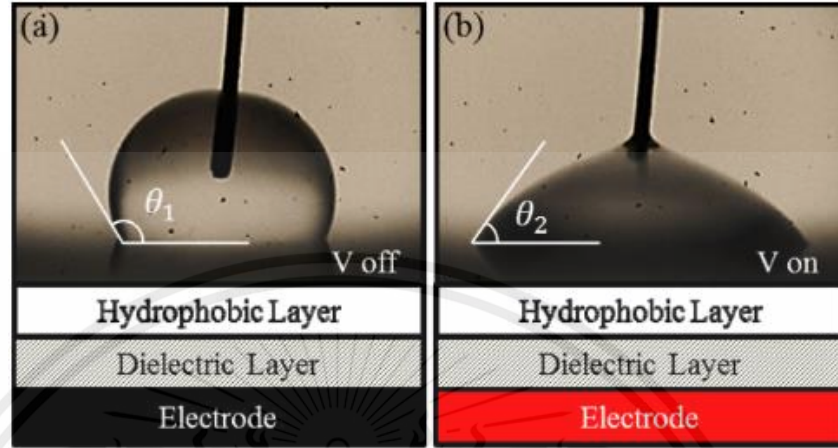 (a)
θ₁
V off
Hydrophobic Layer
Dielectric Layer
Electrode
(b)
θ₂
V on
Hydrophobic Layer
Dielectric Layer
Electrode